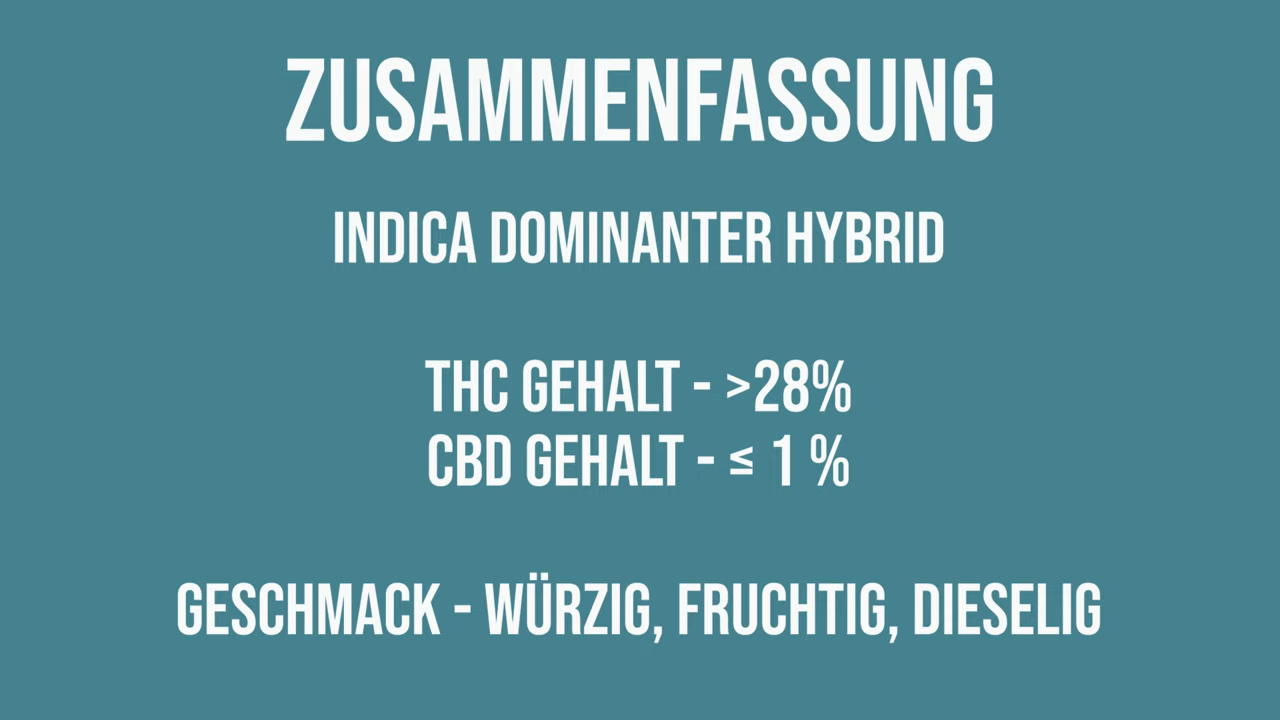 ZUSAMMENFASSUNG
INDICA DOMINANTER HYBRID
THC GEHALT - >28%
CBD GEHALT - ≤ 1 %
GESCHMACK - WÜRZIG, FRUCHTIG, DIESELIG